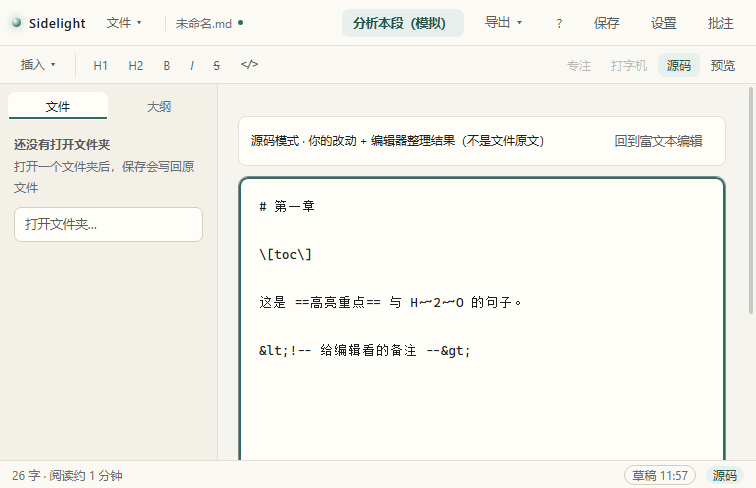 Sidelight 文件 未命名.md 分析本段（模拟） 导出 ? 保存 设置 批注
插入 H1 H2 B I S </> 专注 打字机 源码 预览
文件 大纲
还没有打开文件夹
打开一个文件夹后，保存会写回原
文件
打开文件夹...
源码模式 · 你的改动 + 编辑器整理结果（不是文件原文） 回到富文本编辑
# 第一章
\[toc\]
这是 ==高亮重点== 与 H~~2~~O 的句子。
&lt;!-- 给编辑看的备注 --&gt;
26 字 · 阅读约 1 分钟 草稿 11:57 源码